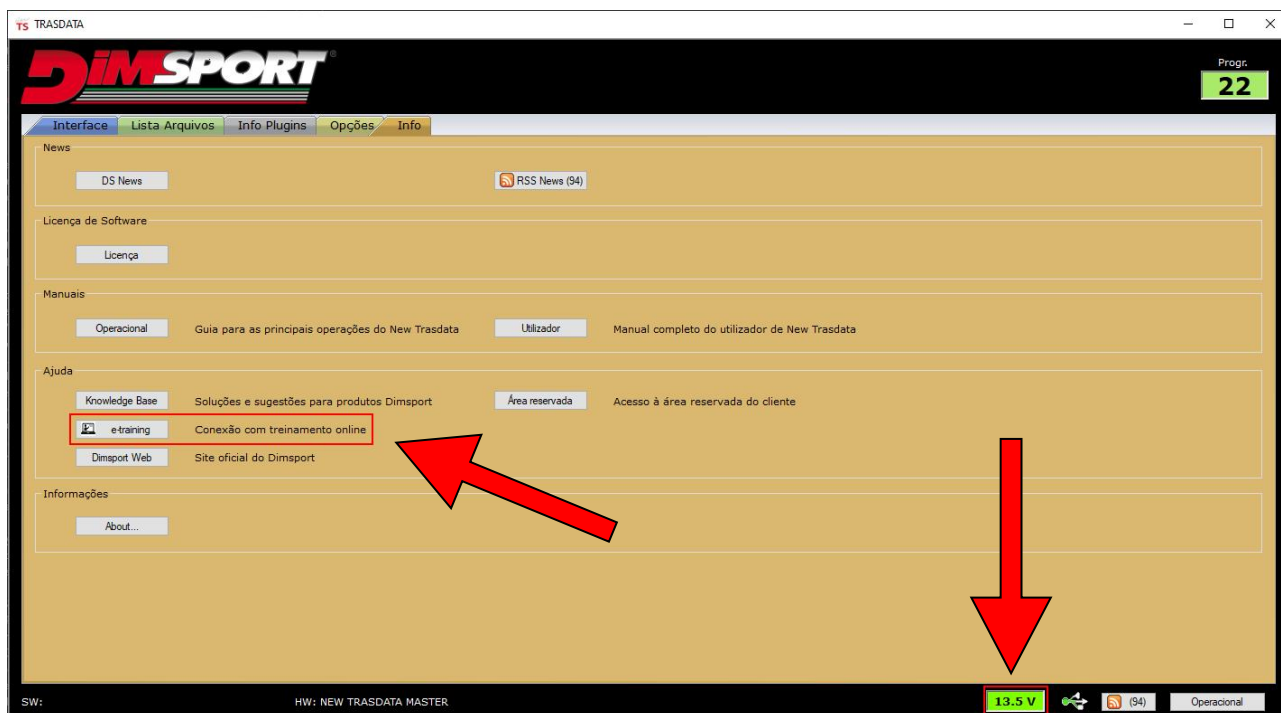 TS TRASDATA
DIMSPORT®
Progr.
22
Interface Lista Arquivos Info Plugins Opções Info
News
DS News RSS News (94)
Licença de Software
Licença
Manuais
Operacional Guia para as principais operações do New Trasdata Utilizador Manual completo do utilizador de New Trasdata
Ajuda
Knowledge Base Soluções e sugestões para produtos Dimsport Área reservada Acesso à área reservada do cliente
e-training Conexão com treinamento online
Dimsport Web Site oficial do Dimsport
Informações
About...
SW: HW: NEW TRASDATA MASTER 13.5 V (94) Operacional